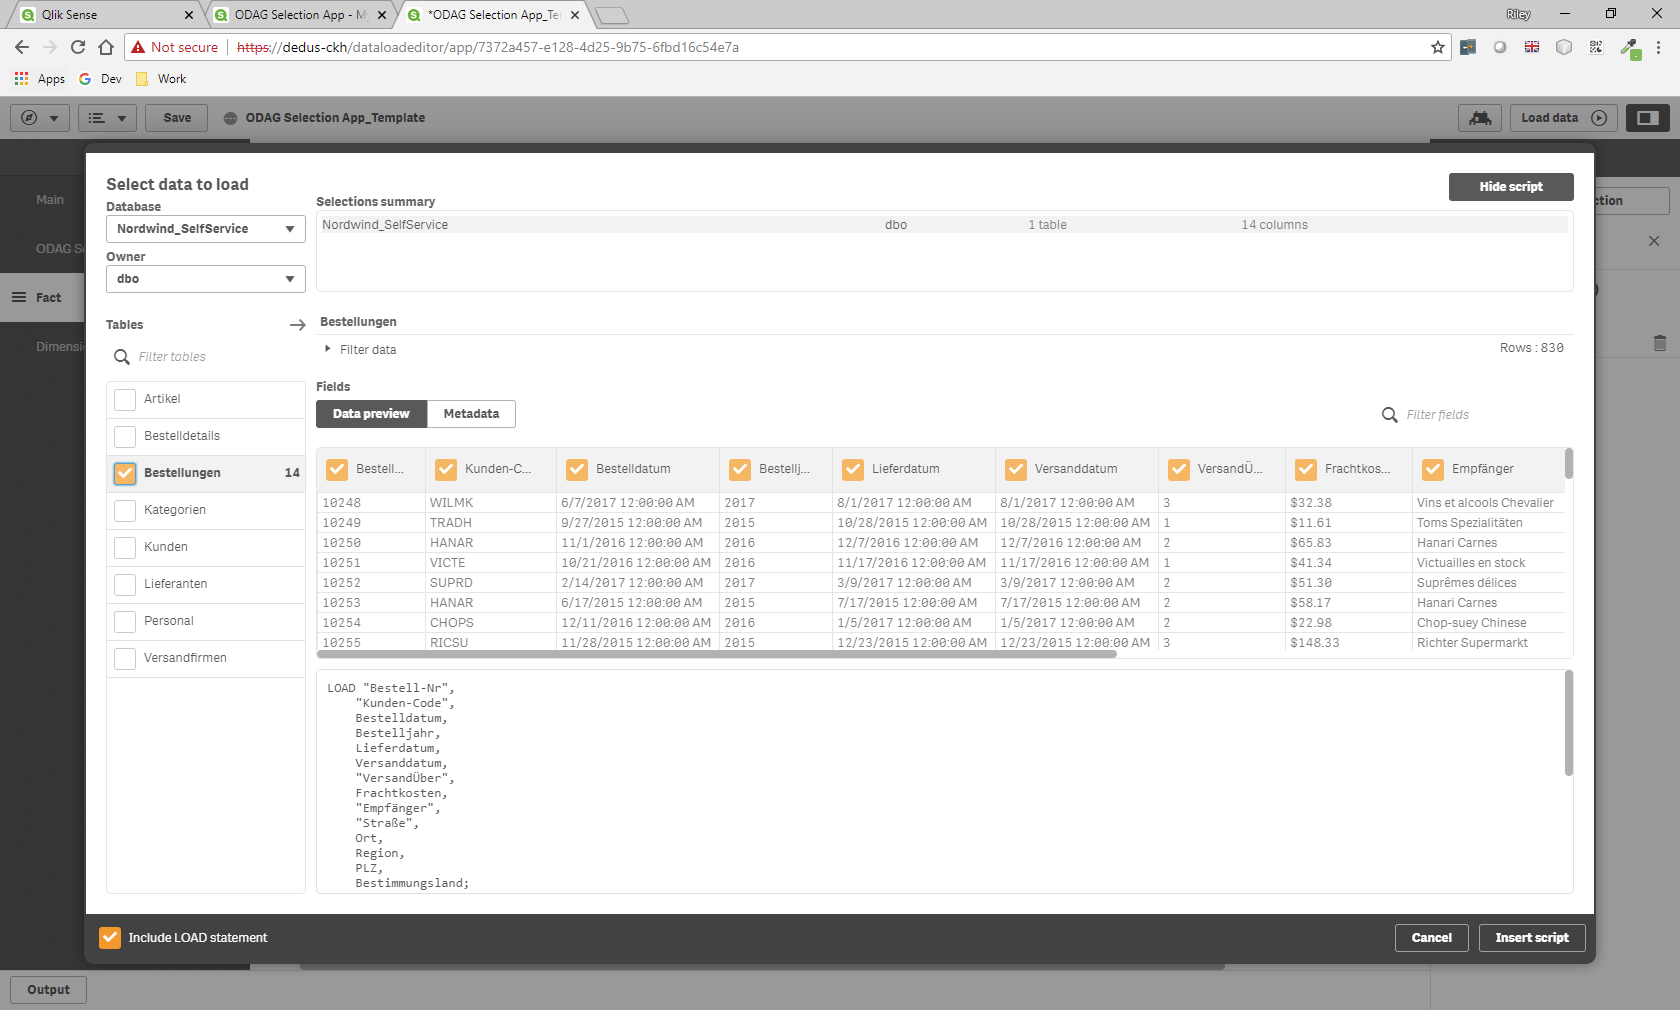 Qlik Sense
ODAG Selection App - M
*ODAG Selection App_Te
Riley
Not secure
https://dedus-ckh/dataloadeditor/app/7372a457-e128-4d25-9b75-6fbd16c54e7a
Apps
Dev
Work
Save
ODAG Selection App_Template
Load data
Main
ODAG S
Fact
Dimensi
ction
Select data to load
Hide script
Database
Nordwind_SelfService
Owner
dbo
Selections summary
Nordwind_SelfService dbo 1 table 14 columns
Tables
Filter tables
Artikel
Bestelldetails
Bestellungen 14
Kategorien
Kunden
Lieferanten
Personal
Versandfirmen
Bestellungen
Filter data
Rows : 830
Fields
Data preview
Metadata
Filter fields
Bestell... Kunden-C... Bestelldatum Bestellj... Lieferdatum Versanddatum VersandÜ... Frachtkos... Empfänger
10248 WILMK 6/7/2017 12:00:00 AM 2017 8/1/2017 12:00:00 AM 8/1/2017 12:00:00 AM 3 $32.38 Vins et alcools Chevalier
10249 TRADH 9/27/2015 12:00:00 AM 2015 10/28/2015 12:00:00 AM 10/28/2015 12:00:00 AM 1 $11.61 Toms Spezialitäten
10250 HANAR 11/1/2016 12:00:00 AM 2016 12/7/2016 12:00:00 AM 12/7/2016 12:00:00 AM 2 $65.83 Hanari Carnes
10251 VICTE 10/21/2016 12:00:00 AM 2016 11/17/2016 12:00:00 AM 11/17/2016 12:00:00 AM 1 $41.34 Victuailles en stock
10252 SUPRD 2/14/2017 12:00:00 AM 2017 3/9/2017 12:00:00 AM 3/9/2017 12:00:00 AM 2 $51.30 Suprêmes délices
10253 HANAR 6/17/2015 12:00:00 AM 2015 7/17/2015 12:00:00 AM 7/17/2015 12:00:00 AM 2 $58.17 Hanari Carnes
10254 CHOPS 12/11/2016 12:00:00 AM 2016 1/5/2017 12:00:00 AM 1/5/2017 12:00:00 AM 2 $22.98 Chop-suey Chinese
10255 RICSU 11/28/2015 12:00:00 AM 2015 12/23/2015 12:00:00 AM 12/23/2015 12:00:00 AM 3 $148.33 Richter Supermarkt
LOAD "Bestell-Nr",
"Kunden-Code",
Bestelldatum,
Bestelljahr,
Lieferdatum,
Versanddatum,
"VersandÜber",
Frachtkosten,
"Empfänger",
"Straße",
Ort,
Region,
PLZ,
Bestimmungsland;
Include LOAD statement
Cancel
Insert script
Output